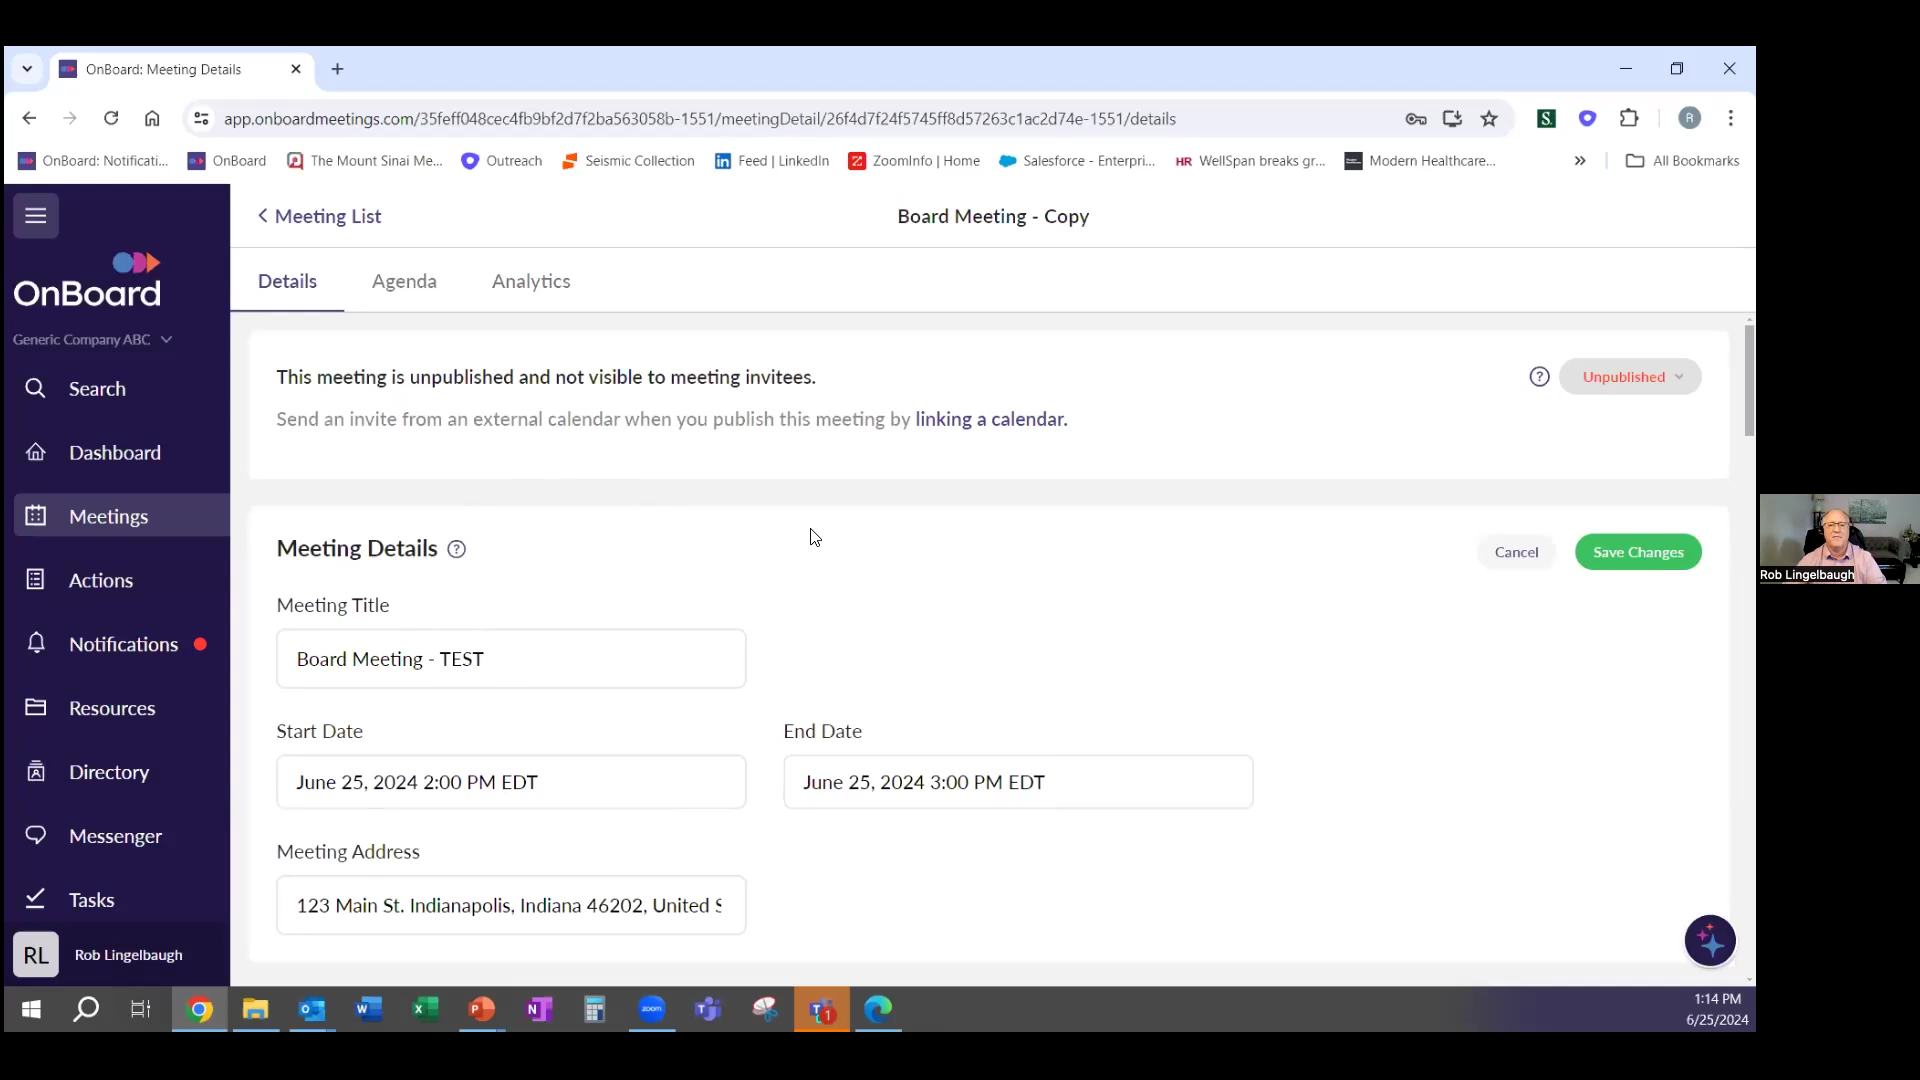 OnBoard: Meeting Details
app.onboardmeetings.com/35feff048cec4fb9bf2d7f2ba563058b-1551/meetingDetail/26f4d7f24f5745ff8d57263c1ac2d74e-1551/details
S.
R
OnBoard: Notificati...
OnBoard
The Mount Sinai Me...
Outreach
Seismic Collection
in
Feed | LinkedIn
Z
ZoomInfo | Home
Salesforce - Enterpri...
HR
WellSpan breaks gr...
Modern Healthcare...
All Bookmarks
OnBoard
Generic Company ABC
Search
Dashboard
Meetings
Actions
Notifications
Resources
Directory
Messenger
Tasks
RL
Rob Lingelbaugh
Meeting List
Board Meeting - Copy
Details
Agenda
Analytics
This meeting is unpublished and not visible to meeting invitees.
?
Unpublished
Send an invite from an external calendar when you publish this meeting by linking a calendar.
Meeting Details
?
Cancel
Save Changes
Meeting Title
Board Meeting - TEST
Start Date
End Date
June 25, 2024 2:00 PM EDT
June 25, 2024 3:00 PM EDT
Meeting Address
123 Main St. Indianapolis, Indiana 46202, United S
Rob Lingelbaugh
zoom
1
1:14 PM
6/25/2024